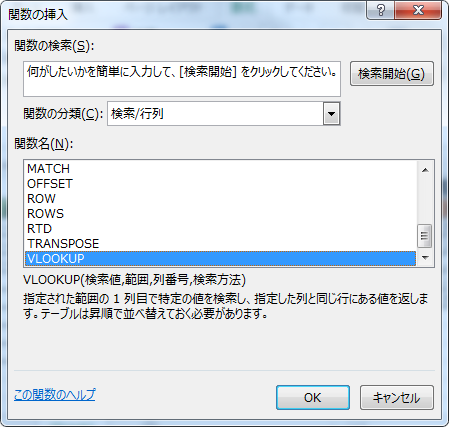 関数の挿入
関数の検索(S):
何がしたいかを簡単に入力して、[検索開始] をクリックしてください。
検索開始(G)
関数の分類(C): 検索/行列
関数名(N):
MATCH
OFFSET
ROW
ROWS
RTD
TRANSPOSE
VLOOKUP
VLOOKUP(検索値,範囲,列番号,検索方法)
指定された範囲の 1 列目で特定の値を検索し、指定した列と同じ行にある値を返しま
す。テーブルは昇順で並べ替えておく必要があります。
この関数のヘルプ
OK
キャンセル